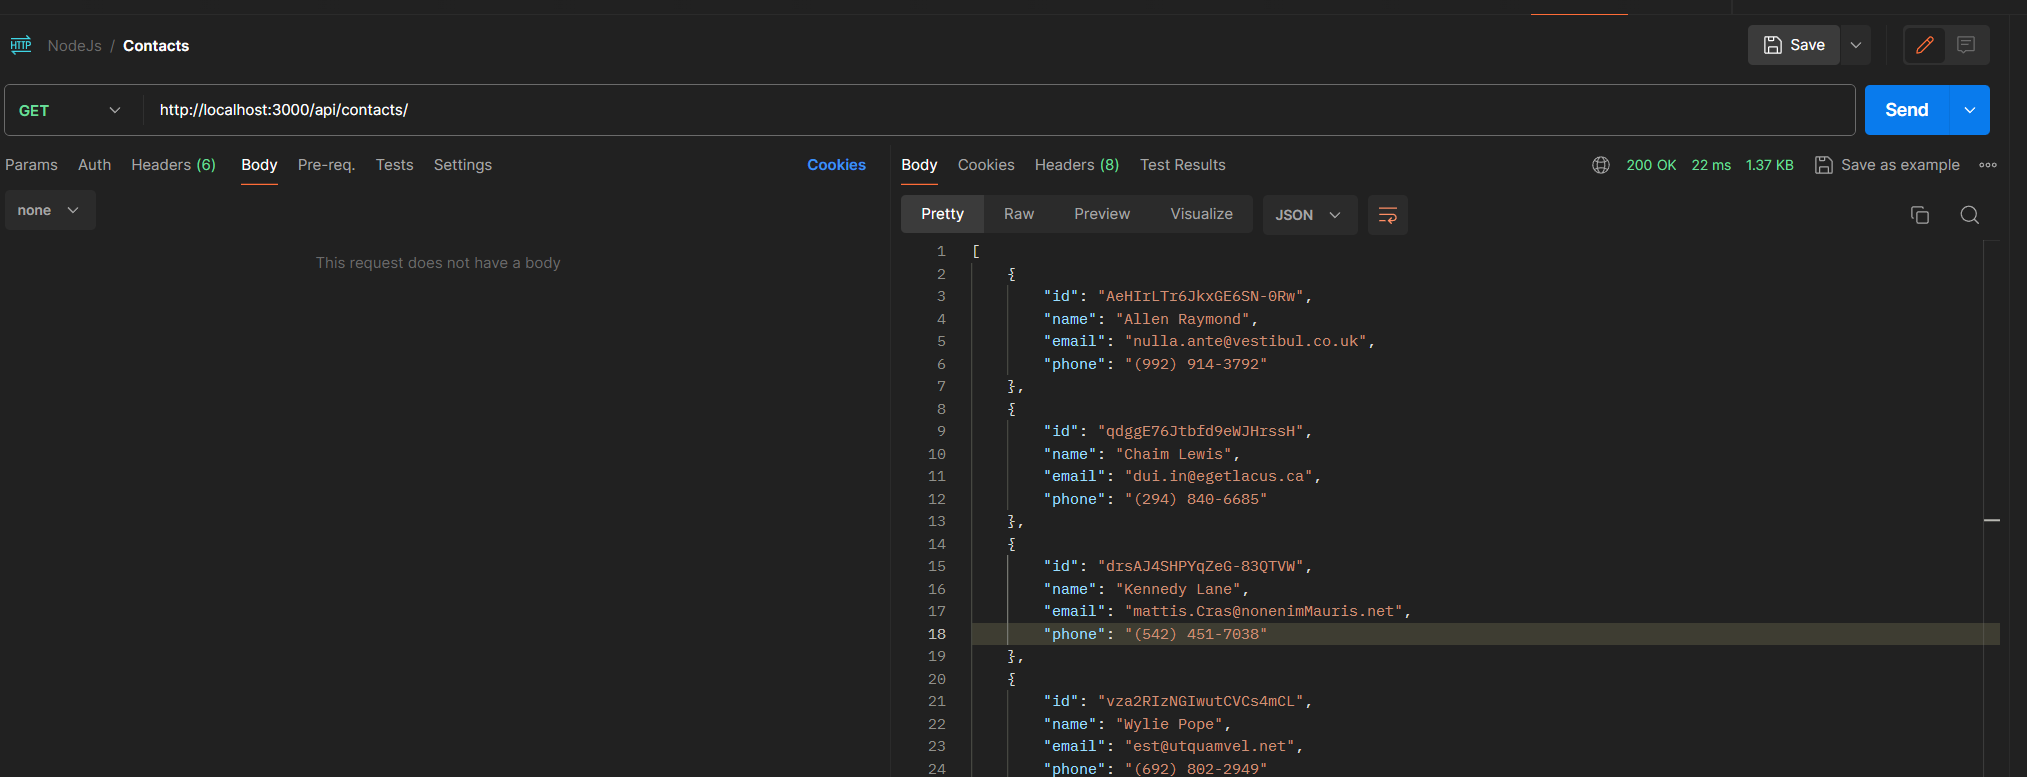 HTTP NodeJs / Contacts Save
GET http://localhost:3000/api/contacts/ Send
Params Auth Headers (6) Body Pre-req. Tests Settings Cookies
none
This request does not have a body
Body Cookies Headers (8) Test Results 200 OK 22 ms 1.37 KB Save as example
Pretty Raw Preview Visualize JSON
1 [
2 {
3 "id": "AeHIrLTr6JkxGE6SN-0Rw",
4 "name": "Allen Raymond",
5 "email": "nulla.ante@vestibul.co.uk",
6 "phone": "(992) 914-3792"
7 },
8 {
9 "id": "qdggE76Jtbfd9eWJHrssH",
10 "name": "Chaim Lewis",
11 "email": "dui.in@egetlacus.ca",
12 "phone": "(294) 840-6685"
13 },
14 {
15 "id": "drsAJ4SHPYqZeG-83QTVW",
16 "name": "Kennedy Lane",
17 "email": "mattis.Cras@nonenimMauris.net",
18 "phone": "(542) 451-7038"
19 },
20 {
21 "id": "vza2RIzNGIwutCVCs4mCL",
22 "name": "Wylie Pope",
23 "email": "est@utquamvel.net",
24 "phone": "(692) 802-2949"